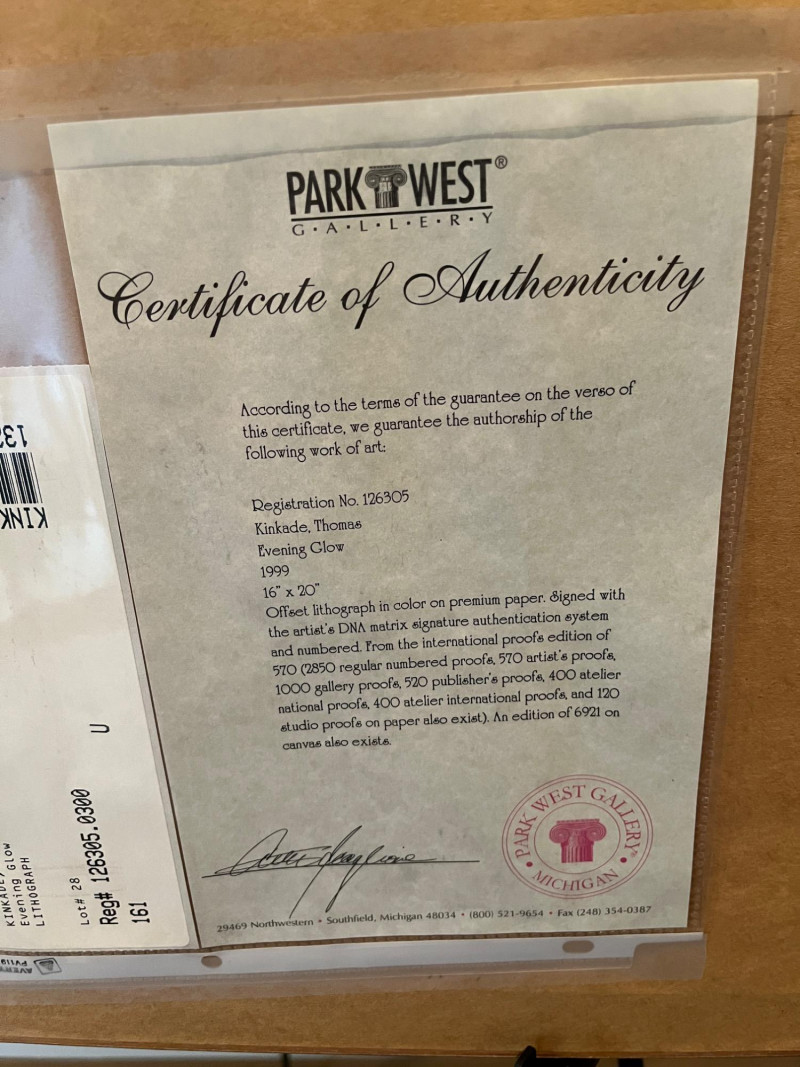 PARK WEST®
G·A·L·L·E·R·Y
Certificate of Authenticity
According to the terms of the guarantee on the verso of
this certificate, we guarantee the authorship of the
following work of art:
Registration No. 126305
Kinkade, Thomas
Evening Glow
1999
16" x 20"
Offset lithograph in color on premium paper. Signed with
the artist's DNA matrix signature authentication system
and numbered. From the international proofs edition of
570 (2850 regular numbered proofs, 570 artist's proofs,
1000 gallery proofs, 520 publisher's proofs, 400 atelier
national proofs, 400 atelier international proofs, and 120
studio proofs on paper also exist). An edition of 6921 on
canvas also exists.
PARK WEST GALLERY®
• MICHIGAN •
29469 Northwestern • Southfield, Michigan 48034 • (800) 521-9654 • Fax (248) 354-0387
KINK
KINKADE,
Evening Glow
LITHOGRAPH
U
Lot# 28
Reg# 126305.0300
161
AVERY